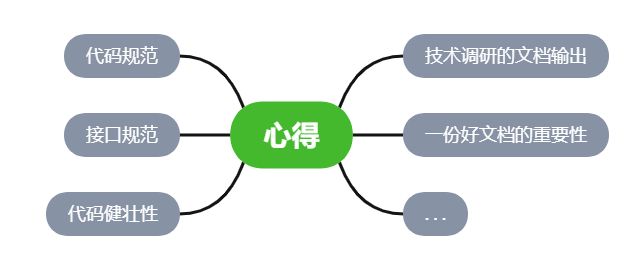 代码规范
技术调研的文档输出
接口规范
心得
一份好文档的重要性
代码健壮性
...